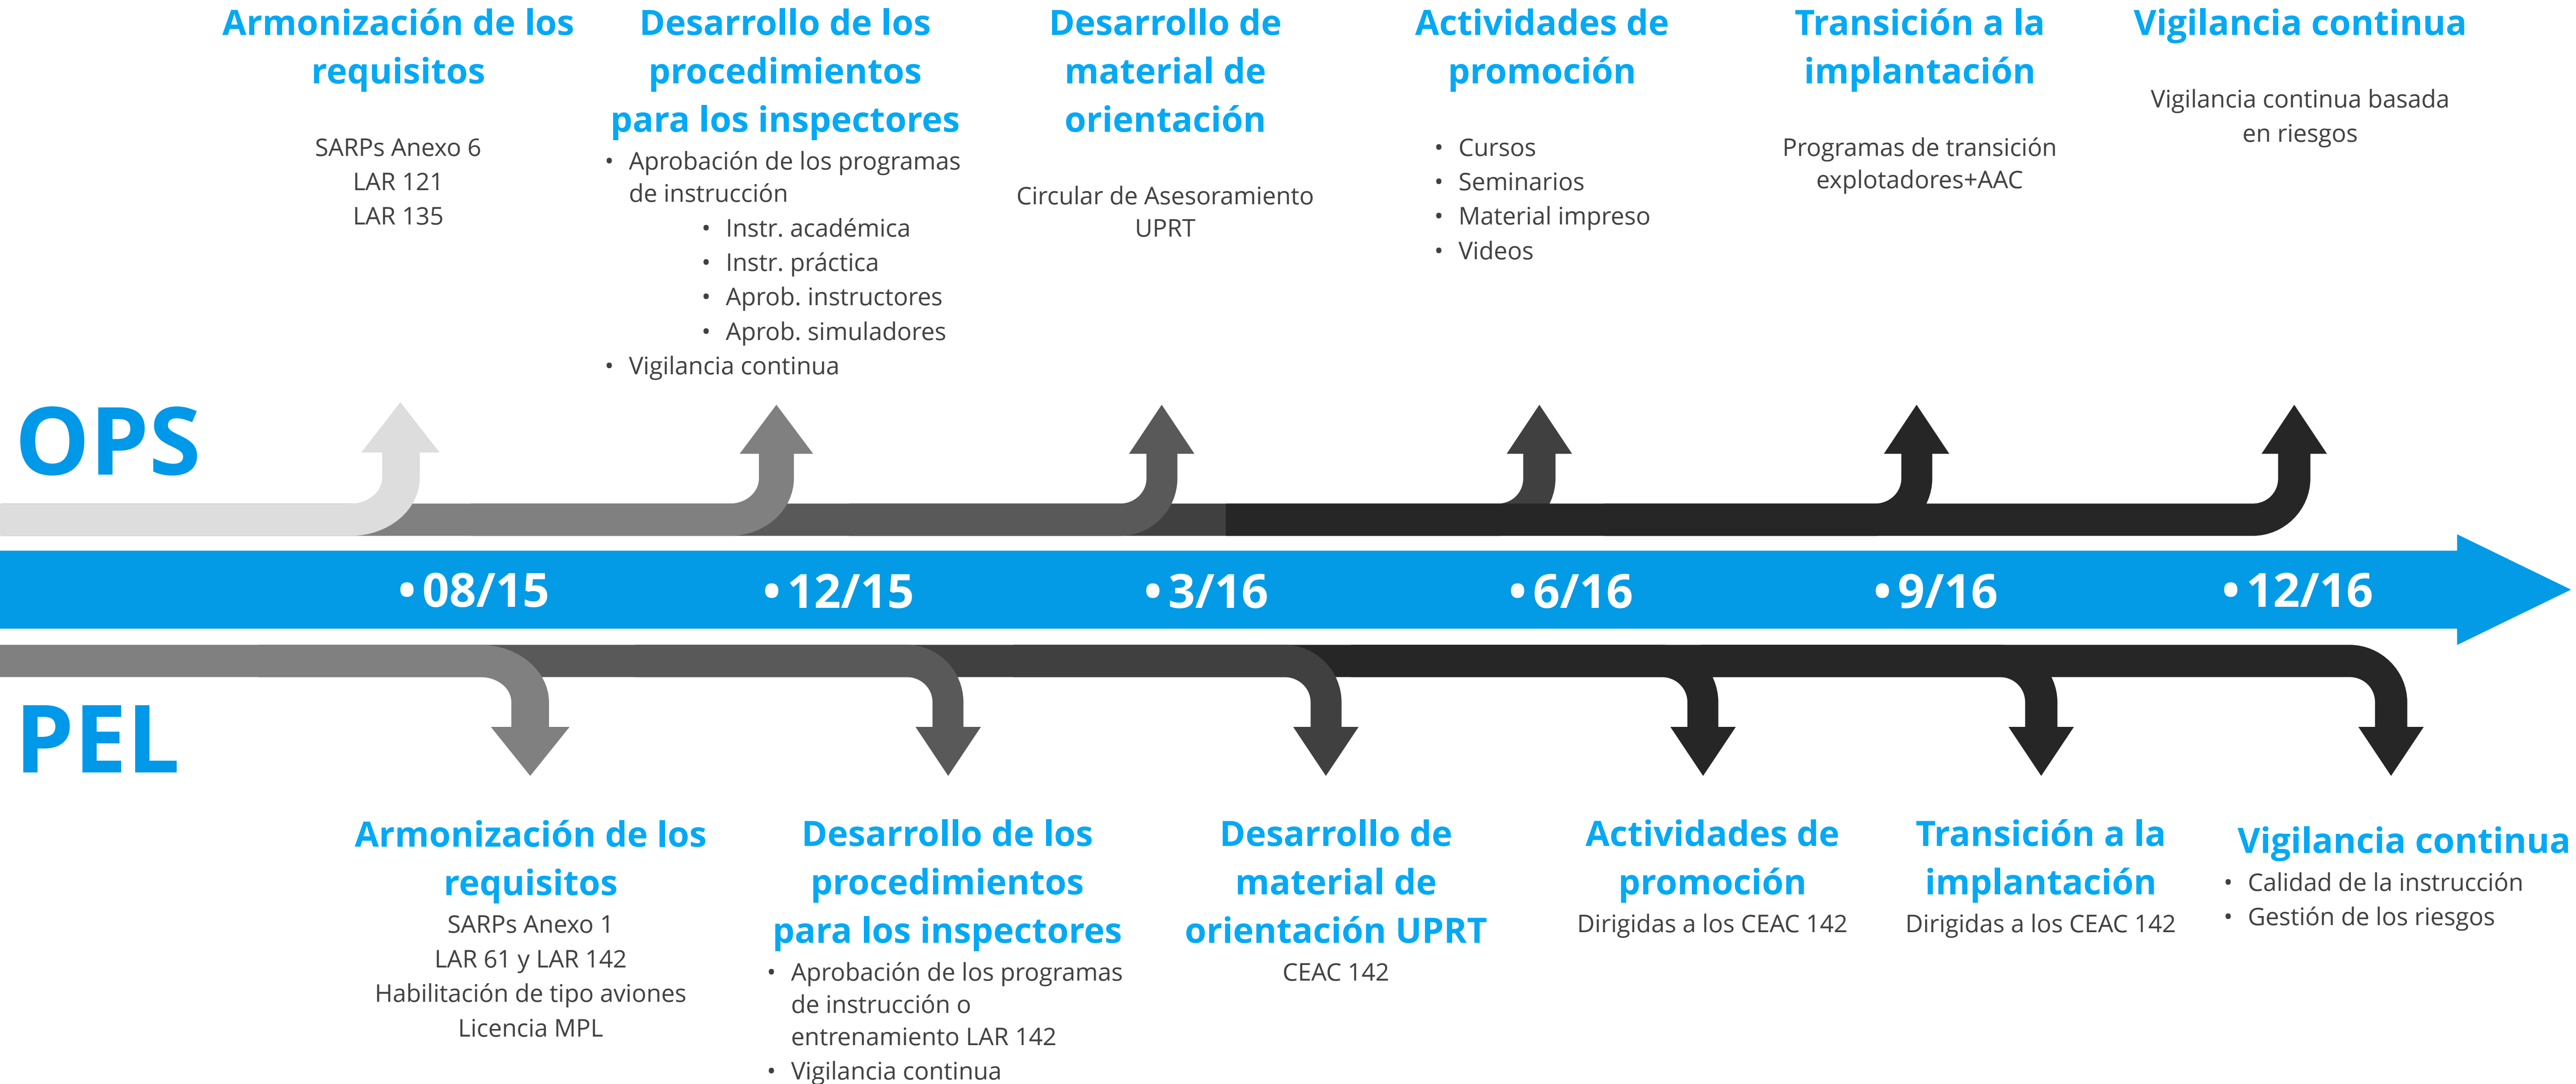 Armonización de los
requisitos
SARPs Anexo 6
LAR 121
LAR 135
Desarrollo de los
procedimientos
para los inspectores
• Aprobación de los programas
de instrucción
• Instr. académica
• Instr. práctica
• Aprob. instructores
• Aprob. simuladores
• Vigilancia continua
Desarrollo de
material de
orientación
Circular de Asesoramiento
UPRT
Actividades de
promoción
• Cursos
• Seminarios
• Material impreso
• Videos
Transición a la
implantación
Programas de transición
explotadores+AAC
Vigilancia continua
Vigilancia continua basada
en riesgos
OPS
• 08/15
• 12/15
• 3/16
• 6/16
• 9/16
• 12/16
PEL
Armonización de los
requisitos
SARPs Anexo 1
LAR 61 y LAR 142
Habilitación de tipo aviones
Licencia MPL
Desarrollo de los
procedimientos
para los inspectores
• Aprobación de los programas
de instrucción o
entrenamiento LAR 142
• Vigilancia continua
Desarrollo de
material de
orientación UPRT
CEAC 142
Actividades de
promoción
Dirigidas a los CEAC 142
Transición a la
implantación
Dirigidas a los CEAC 142
Vigilancia continua
• Calidad de la instrucción
• Gestión de los riesgos